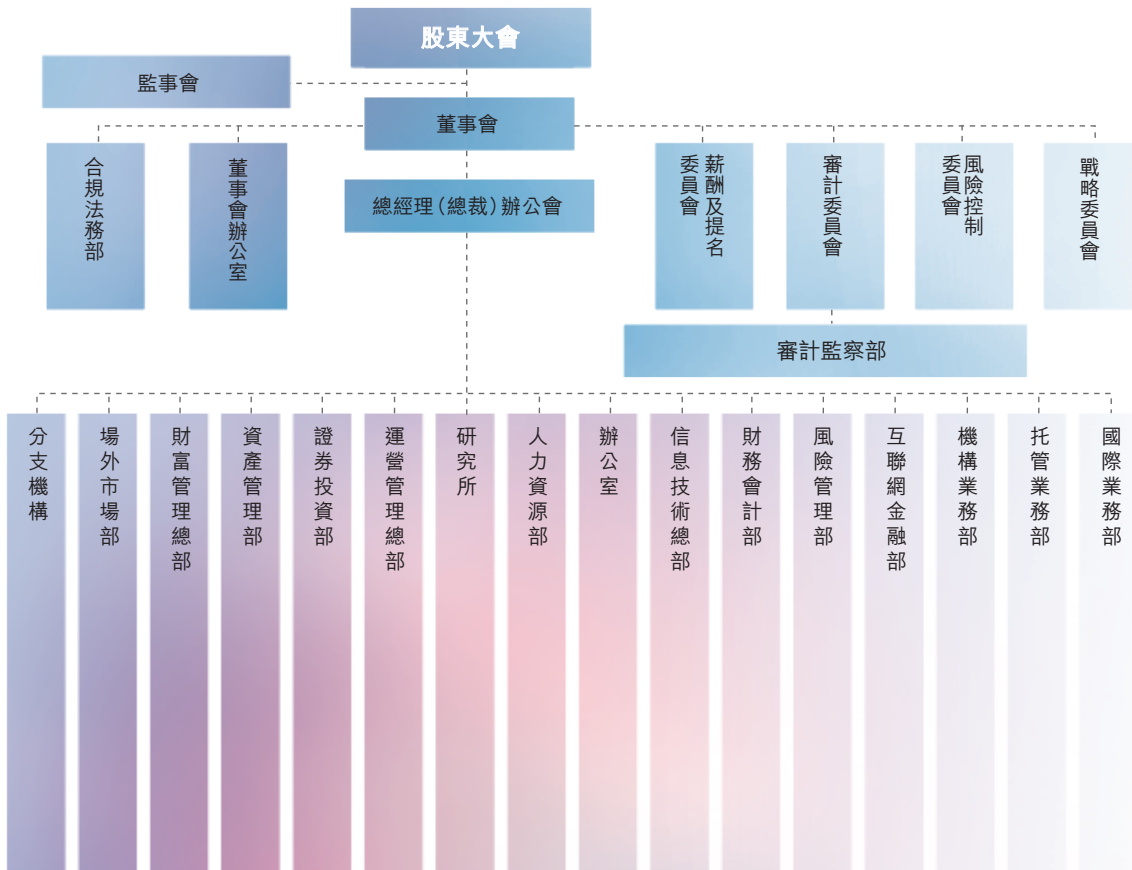 股東大會
監事會
董事會
合規法務部
董事會辦公室
總經理(總裁)辦公會
薪酬及提名
委員會
審計委員會
風險控制
委員會
戰略委員會
審計監察部
分支機構
場外市場部
財富管理總部
資產管理部
證券投資部
運營管理總部
研究所
人力資源部
辦公室
信息技術總部
財務會計部
風險管理部
互聯網金融部
機構業務部
托管業務部
國際業務部